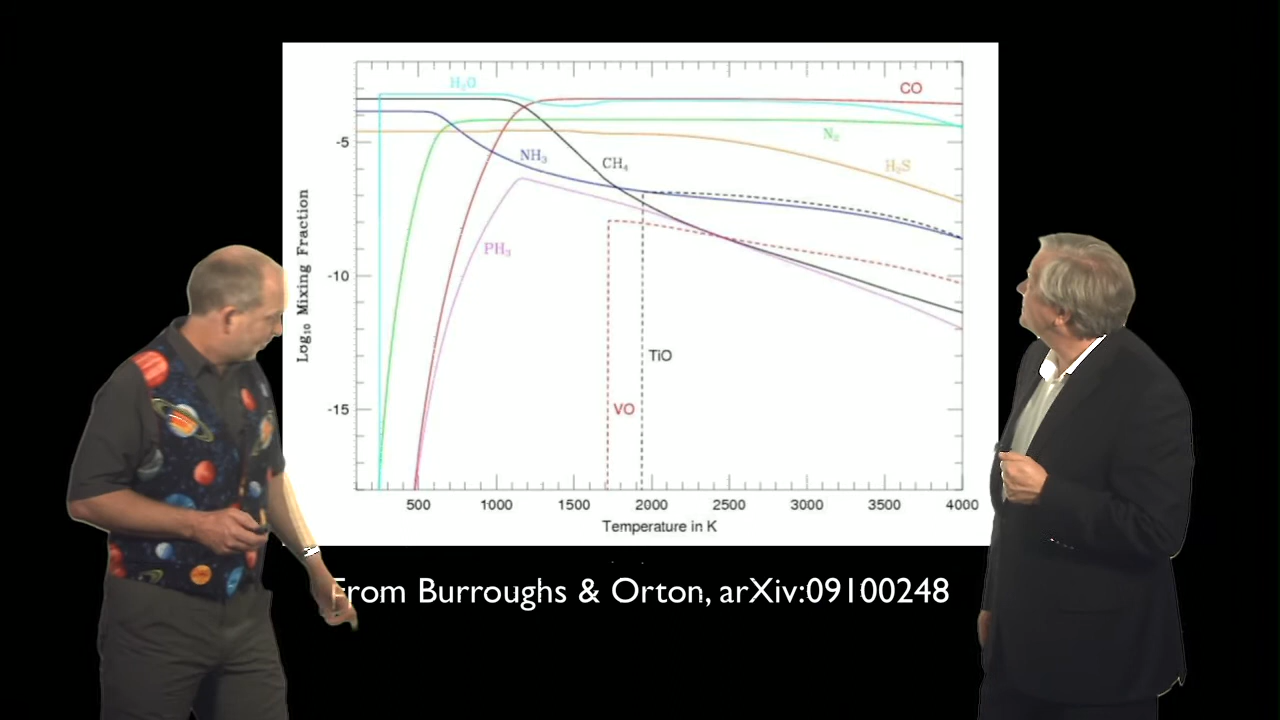 H₂O
CO
-5
N₂
NH₃
CH₄
H₂S
PH₃
-10
Log₁₀ Mixing Fraction
TiO
-15
VO
500 1000 1500 2000 2500 3000 3500 4000
Temperature in K
From Burroughs & Orton, arXiv:09100248